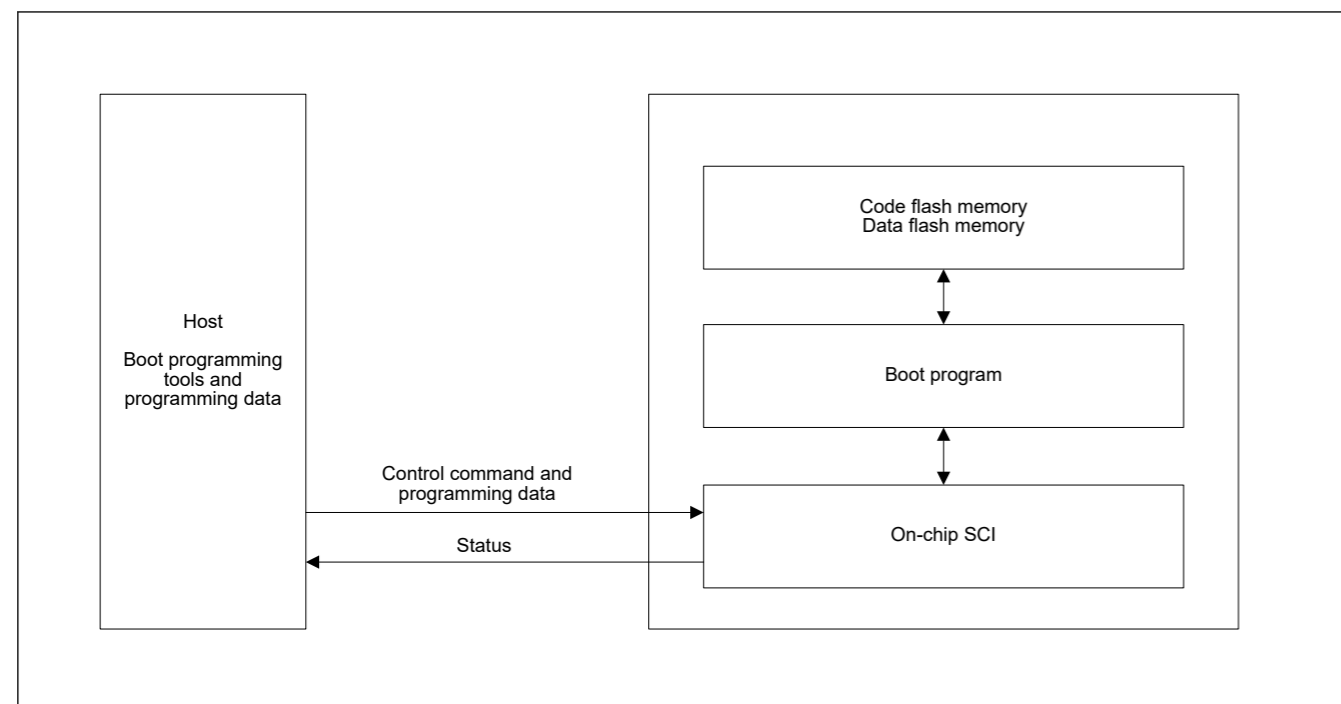 Host
Boot programming
tools and
programming data
Control command and
programming data
Status
Code flash memory
Data flash memory
Boot program
On-chip SCI